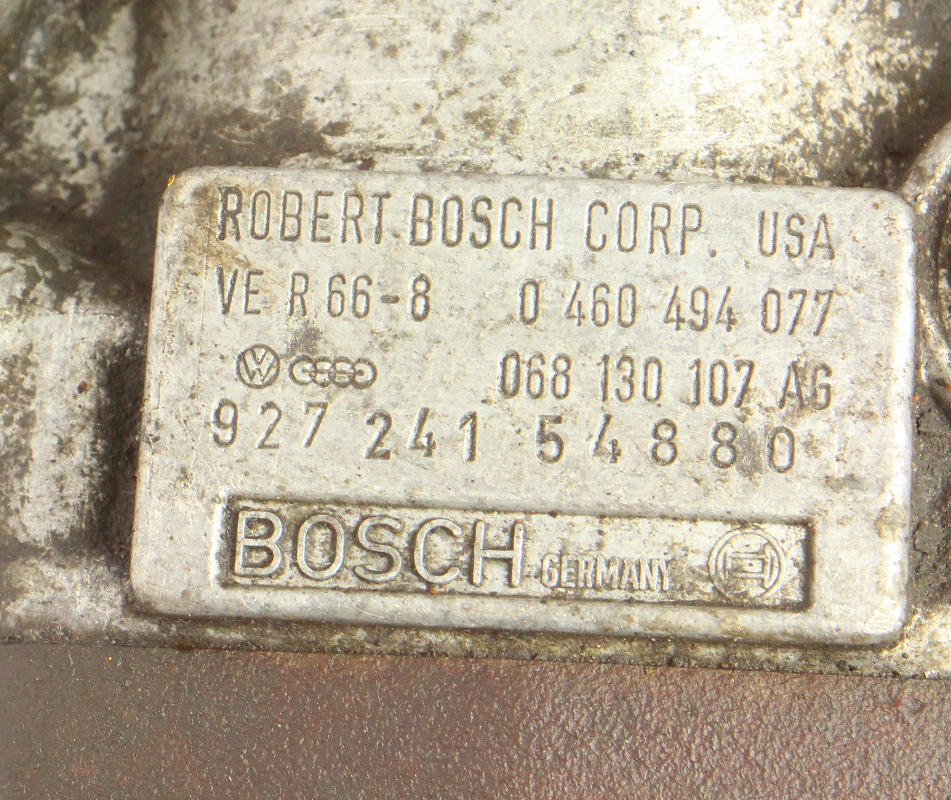 ROBERT BOSCH CORP. USA
VE R 66-8 0 460 494 077
VW 068 130 107 AG
927 241 54880
BOSCH GERMANY